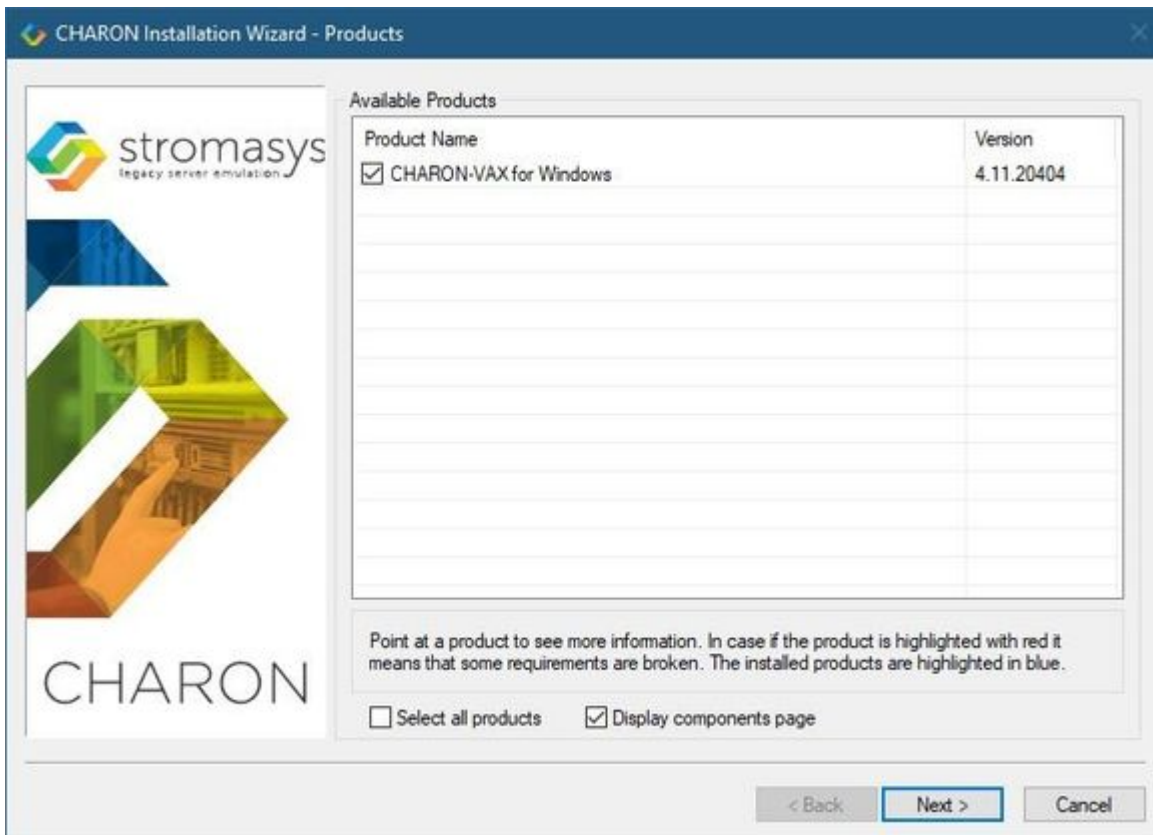 CHARON Installation Wizard - Products
stromasys
legacy server emulation
CHARON
Available Products
Product Name Version
CHARON-VAX for Windows 4.11.20404
Point at a product to see more information. In case if the product is highlighted with red it
means that some requirements are broken. The installed products are highlighted in blue.
Select all products Display components page
< Back Next > Cancel